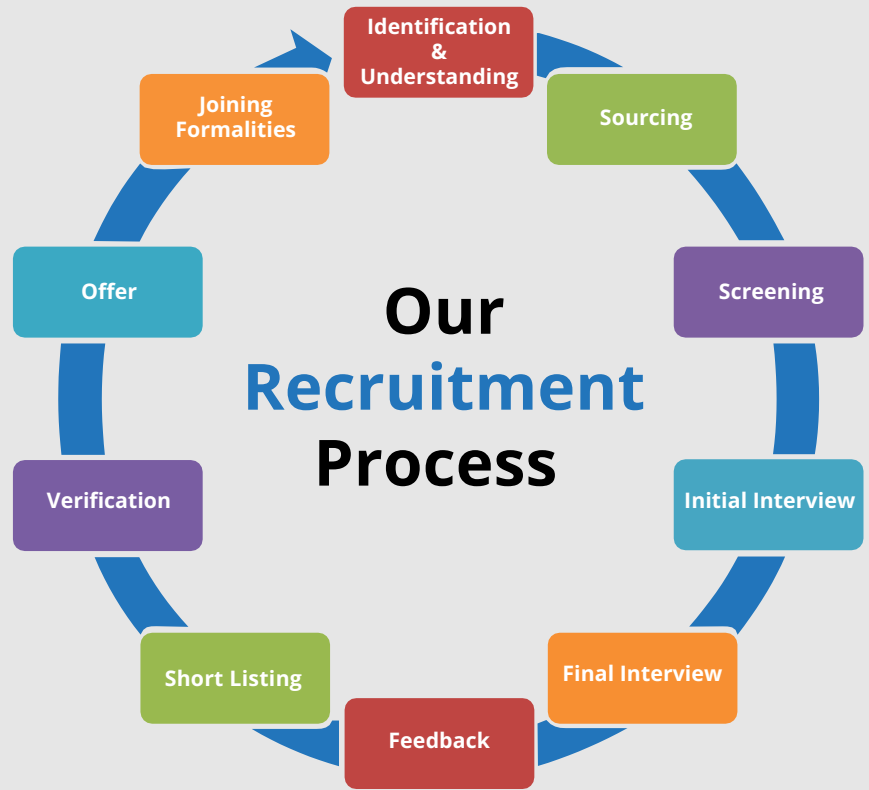 Identification
&
Understanding
Sourcing
Screening
Initial Interview
Final Interview
Feedback
Short Listing
Verification
Offer
Joining
Formalities
Our
Recruitment
Process